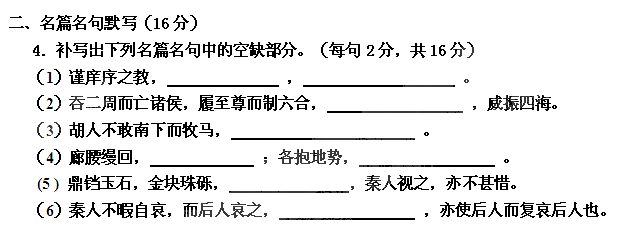 二、名篇名句默写（16分）
4．补写出下列名篇名句中的空缺部分。（每句2分，共16分）
（1）谨庠序之教，____________，______________。
（2）吞二周而亡诸侯，履至尊而制六合，______________，威振四海。
（3）胡人不敢南下而牧马，__________________。
（4）廊腰缦回，__________；各抱地势，______________。
（5）鼎铛玉石，金块珠砾，____________，秦人视之，亦不甚惜。
（6）秦人不暇自哀，而后人哀之，______________，亦使后人而复哀后人也。